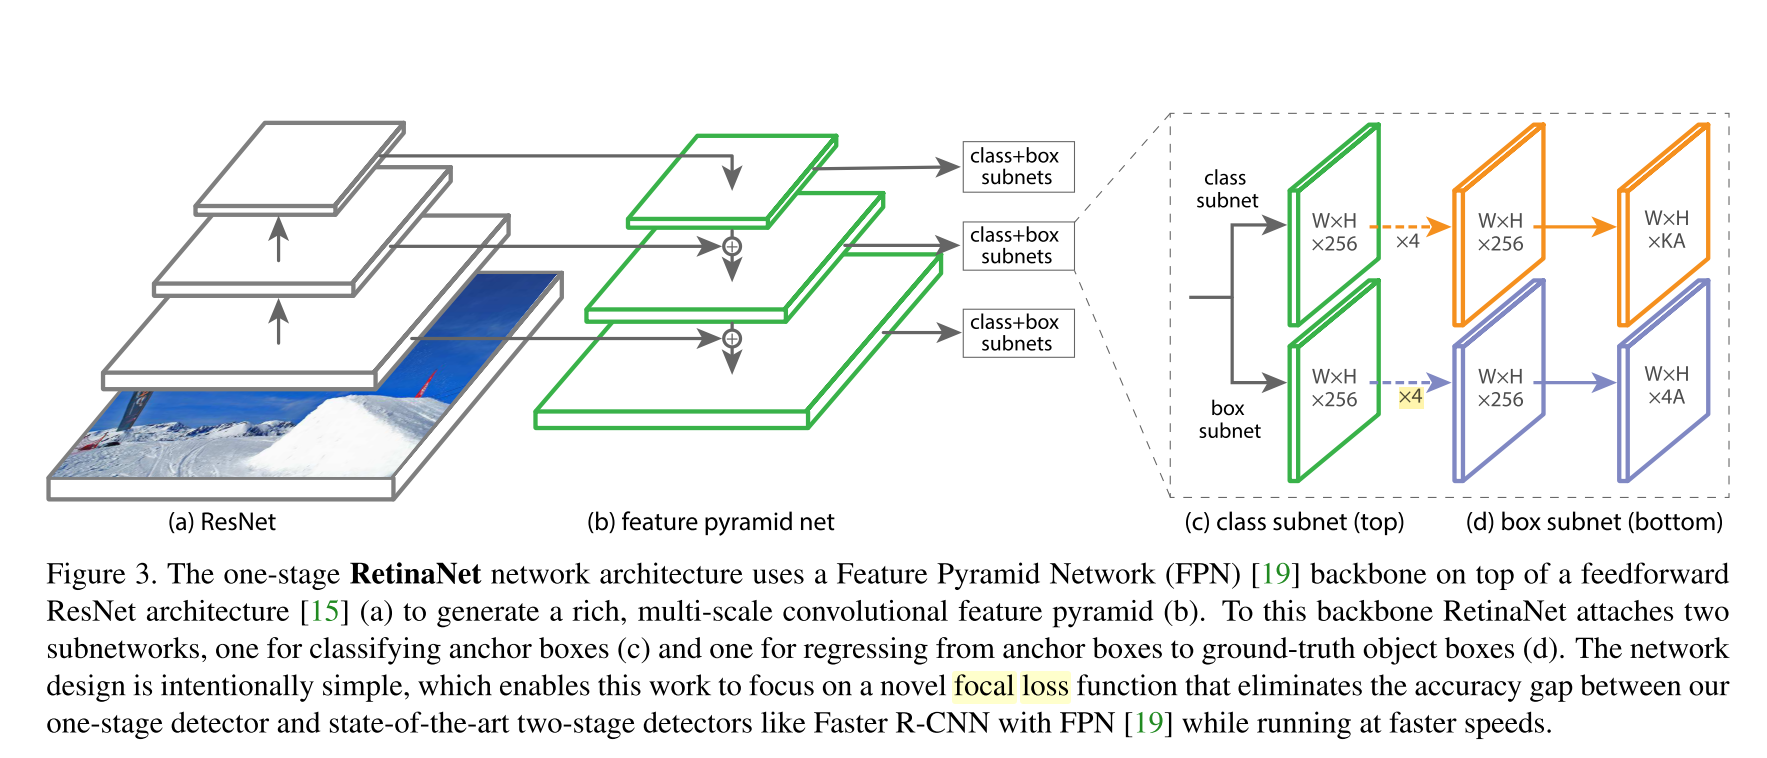 class+box
subnets
class+box
subnets
class+box
subnets
class
subnet
box
subnet
W×H
×256
×4
W×H
×256
W×H
×KA
W×H
×256
×4
W×H
×256
W×H
×4A
(a) ResNet
(b) feature pyramid net
(c) class subnet (top)
(d) box subnet (bottom)
Figure 3. The one-stage RetinaNet network architecture uses a Feature Pyramid Network (FPN) [19] backbone on top of a feedforward
ResNet architecture [15] (a) to generate a rich, multi-scale convolutional feature pyramid (b). To this backbone RetinaNet attaches two
subnetworks, one for classifying anchor boxes (c) and one for regressing from anchor boxes to ground-truth object boxes (d). The network
design is intentionally simple, which enables this work to focus on a novel focal loss function that eliminates the accuracy gap between our
one-stage detector and state-of-the-art two-stage detectors like Faster R-CNN with FPN [19] while running at faster speeds.